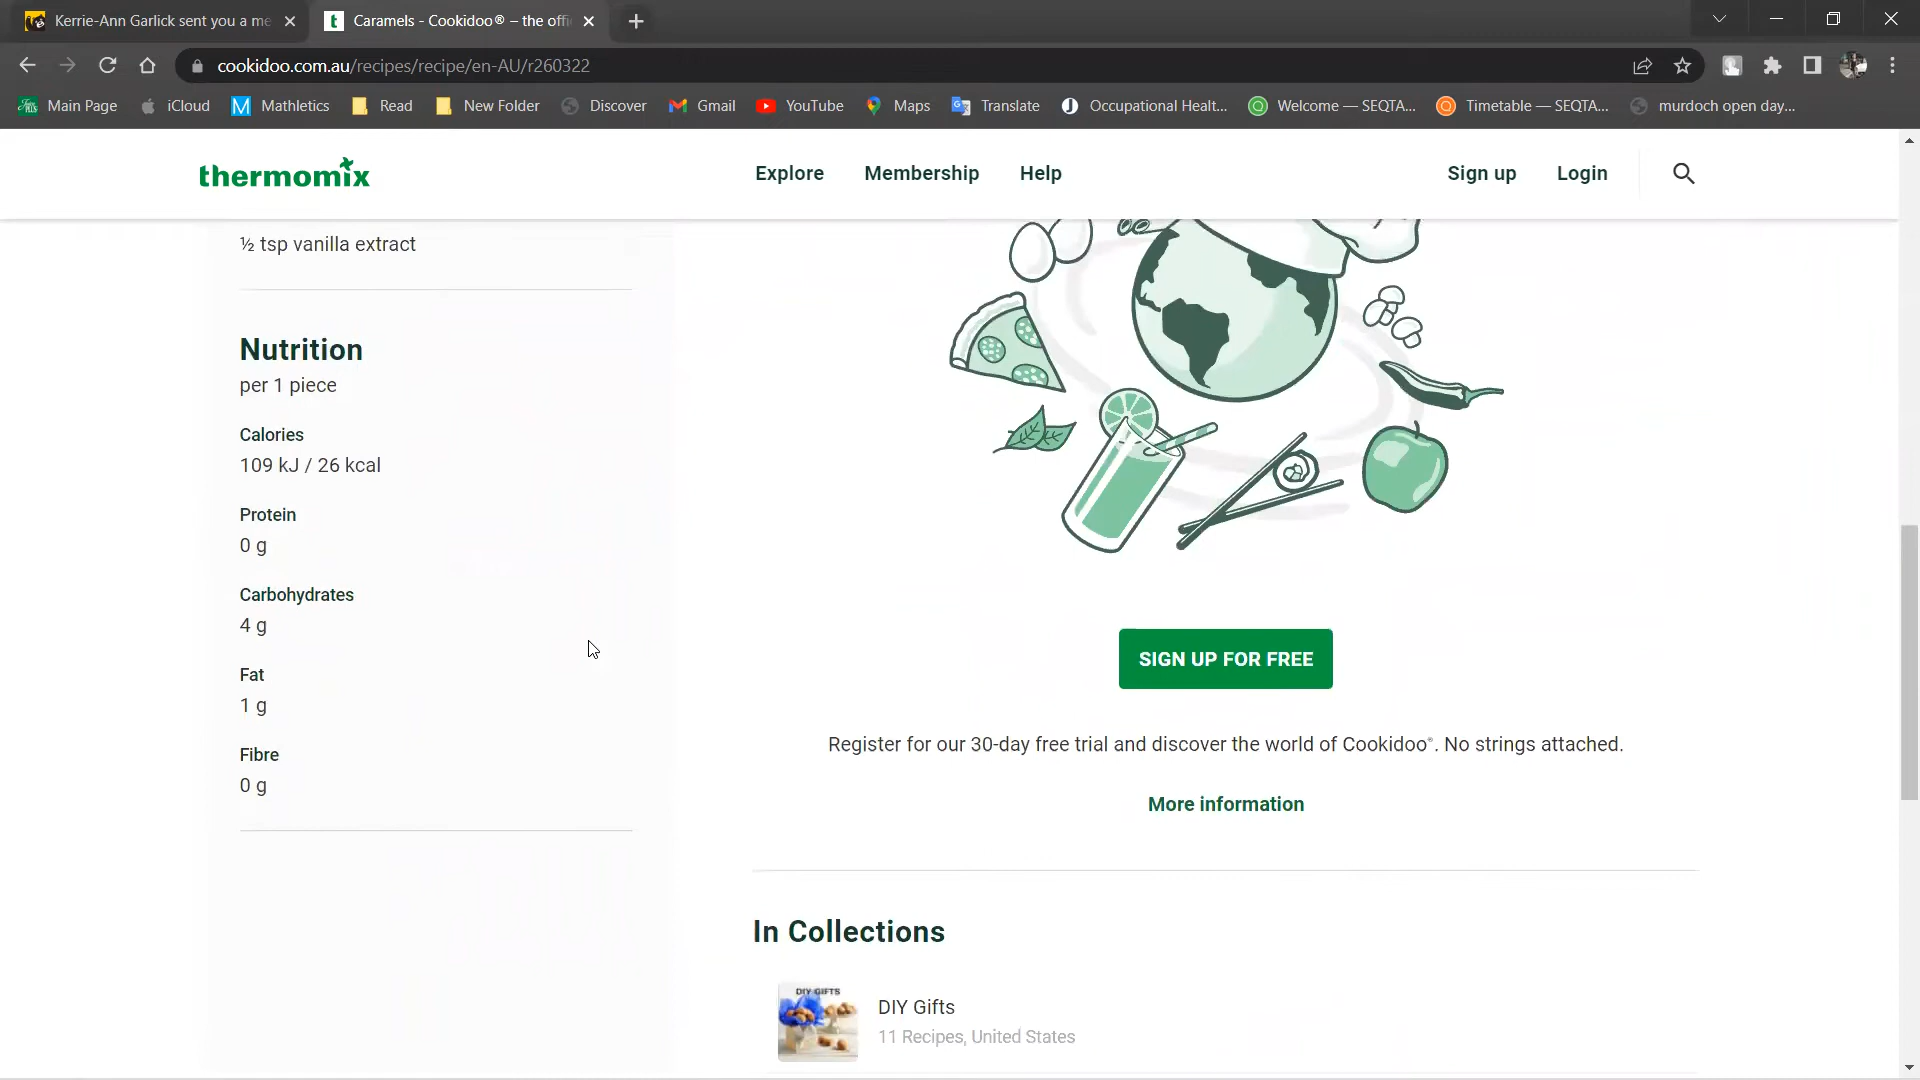 Kerrie-Ann Garlick sent you a me
Caramels - Cookidoo® – the offi
cookidoo.com.au/recipes/recipe/en-AU/r260322
Main Page
iCloud
Mathletics
Read
New Folder
Discover
Gmail
YouTube
Maps
Translate
Occupational Healt...
Welcome — SEQTA...
Timetable — SEQTA...
murdoch open day...
thermomix
Explore
Membership
Help
Sign up
Login
½ tsp vanilla extract
Nutrition
per 1 piece
Calories
109 kJ / 26 kcal
Protein
0 g
Carbohydrates
4 g
Fat
1 g
Fibre
0 g
SIGN UP FOR FREE
Register for our 30-day free trial and discover the world of Cookidoo®. No strings attached.
More information
In Collections
DIY GIFTS
DIY Gifts
11 Recipes, United States